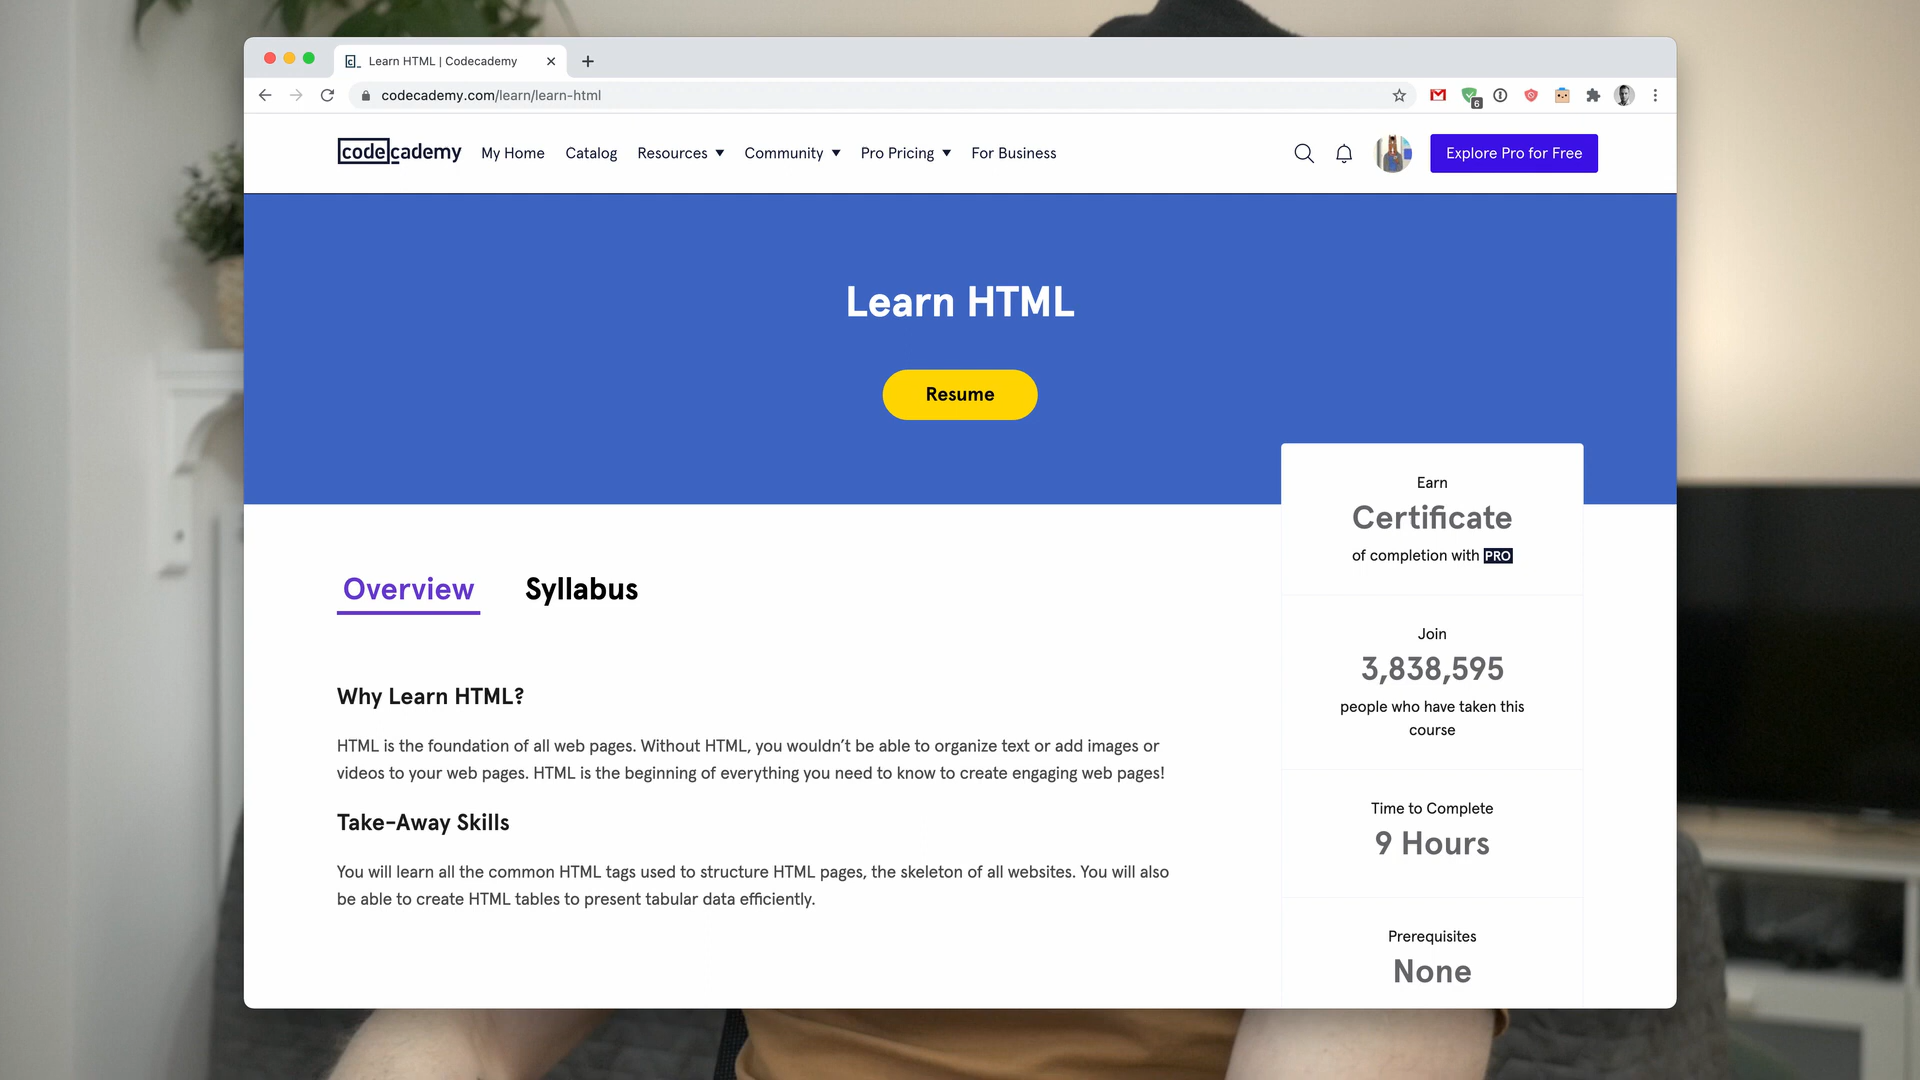 Learn HTML | Codecademy
codecademy.com/learn/learn-html
6
codecademy My Home Catalog Resources Community Pro Pricing For Business Explore Pro for Free
Learn HTML
Resume
Earn
Certificate
of completion with PRO
Overview Syllabus
Join
3,838,595
people who have taken this
course
Why Learn HTML?
HTML is the foundation of all web pages. Without HTML, you wouldn’t be able to organize text or add images or
videos to your web pages. HTML is the beginning of everything you need to know to create engaging web pages!
Take-Away Skills
You will learn all the common HTML tags used to structure HTML pages, the skeleton of all websites. You will also
be able to create HTML tables to present tabular data efficiently.
Time to Complete
9 Hours
Prerequisites
None